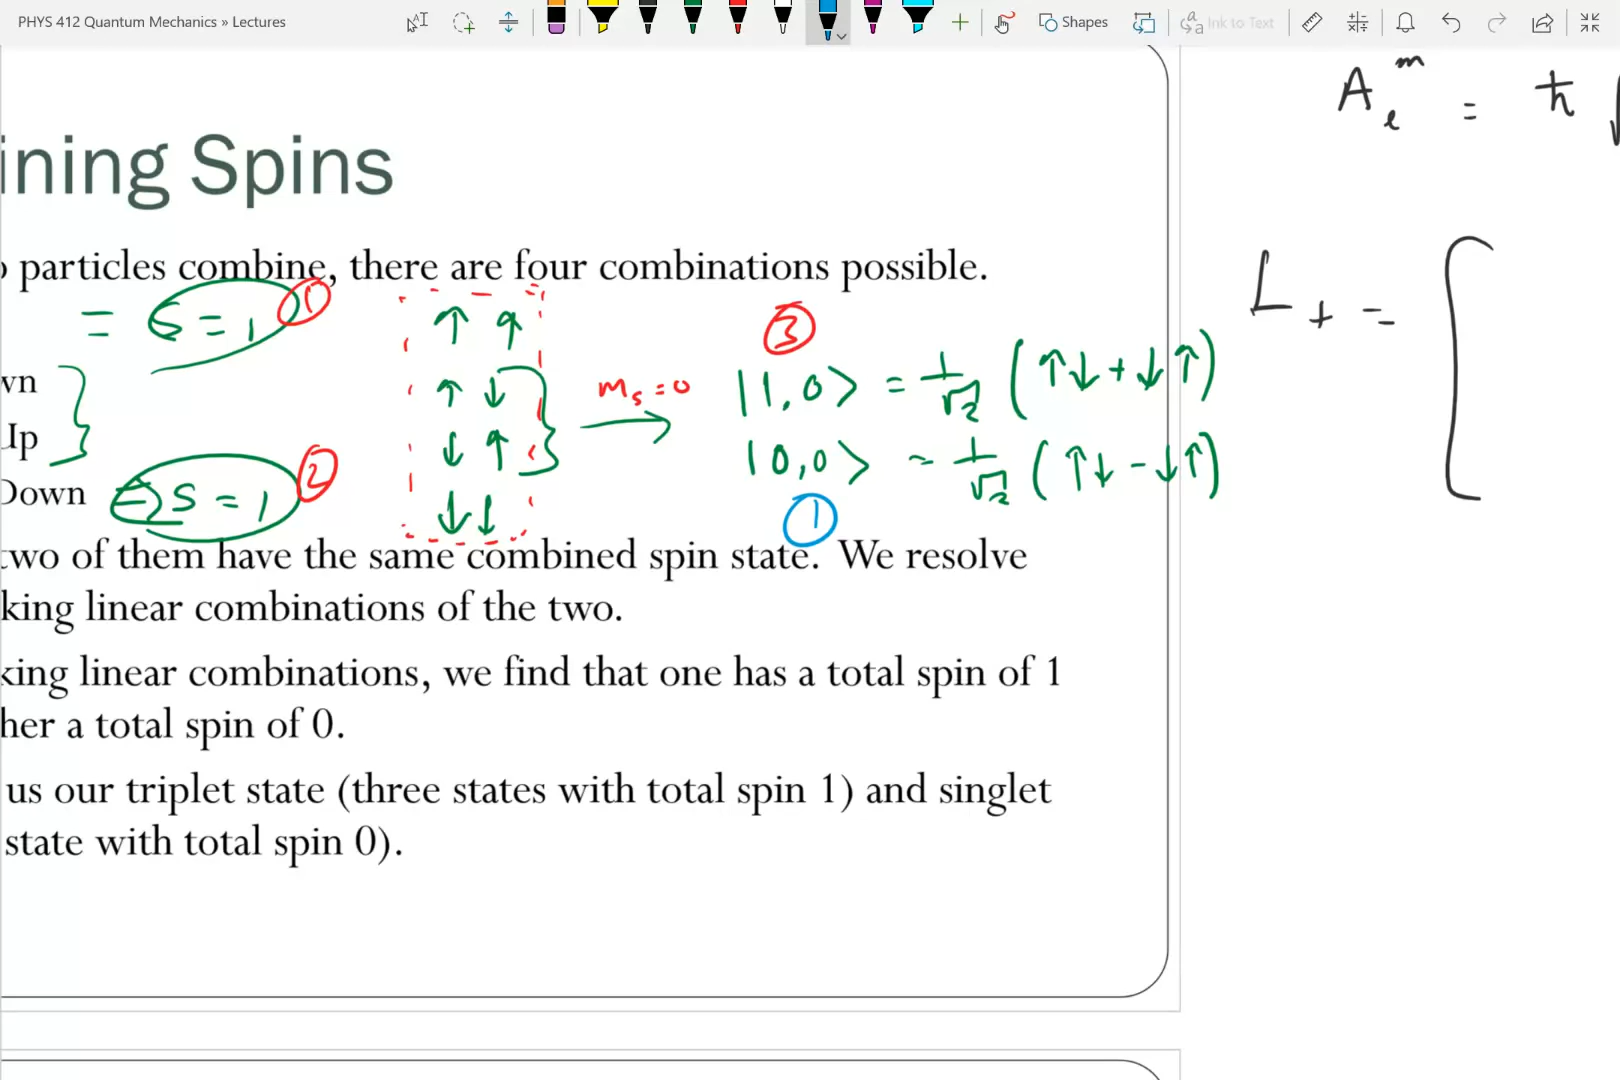 PHYS 412 Quantum Mechanics » Lectures
Shapes
Ink to Text
ining Spins
particles combine, there are four combinations possible.
= S = 1 ①
↑ ↑
③
wn
↑ ↓
m_s = 0
|1,0> = 1/√2 (↑↓ + ↓↑)
Up
↓ ↑
|0,0> = 1/√2 (↑↓ - ↓↑)
Down
⇒ S = 1 ②
↓↓
①
two of them have the same combined spin state. We resolve
king linear combinations of the two.
king linear combinations, we find that one has a total spin of 1
her a total spin of 0.
us our triplet state (three states with total spin 1) and singlet
state with total spin 0).
A_ℓ^m = ħ √
L_+ = [